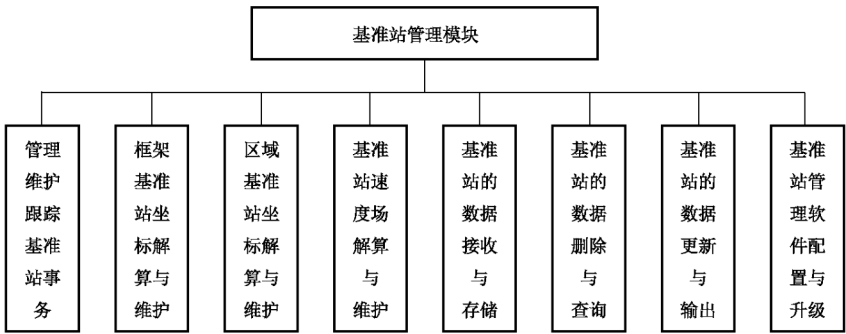 基准站管理模块
管理
维护
跟踪
基准
站事
务
框架
基准
站坐
标解
算与
维护
区域
基准
站坐
标解
算与
维护
基准
站速
度场
解算
与
维护
基准
站的
数据
接收
与
存储
基准
站的
数据
删除
与
查询
基准
站的
数据
更新
与
输出
基准
站管
理软
件配
置与
升级